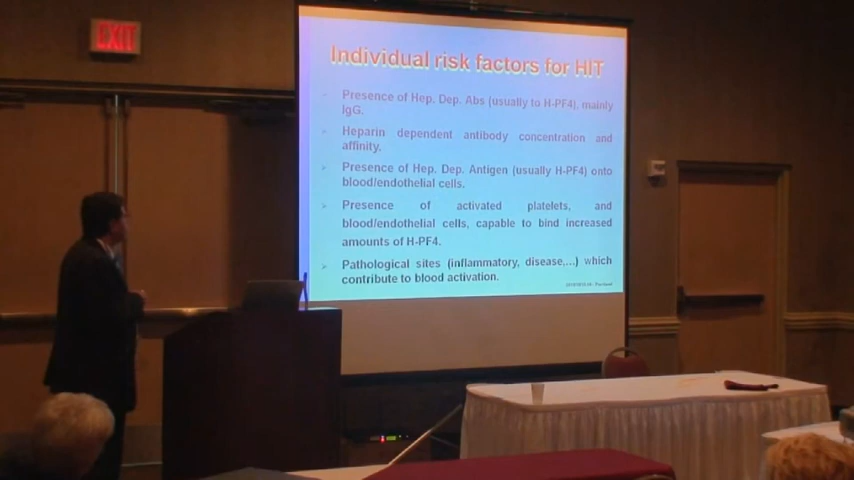 EXIT
Individual risk factors for HIT
Presence of Hep. Dep. Abs (usually to H-PF4), mainly
IgG.
Heparin dependent antibody concentration and
affinity.
Presence of Hep. Dep. Antigen (usually H-PF4) onto
blood/endothelial cells.
Presence of activated platelets, and
blood/endothelial cells, capable to bind increased
amounts of H-PF4.
Pathological sites (inflammatory, disease,...) which
contribute to blood activation.